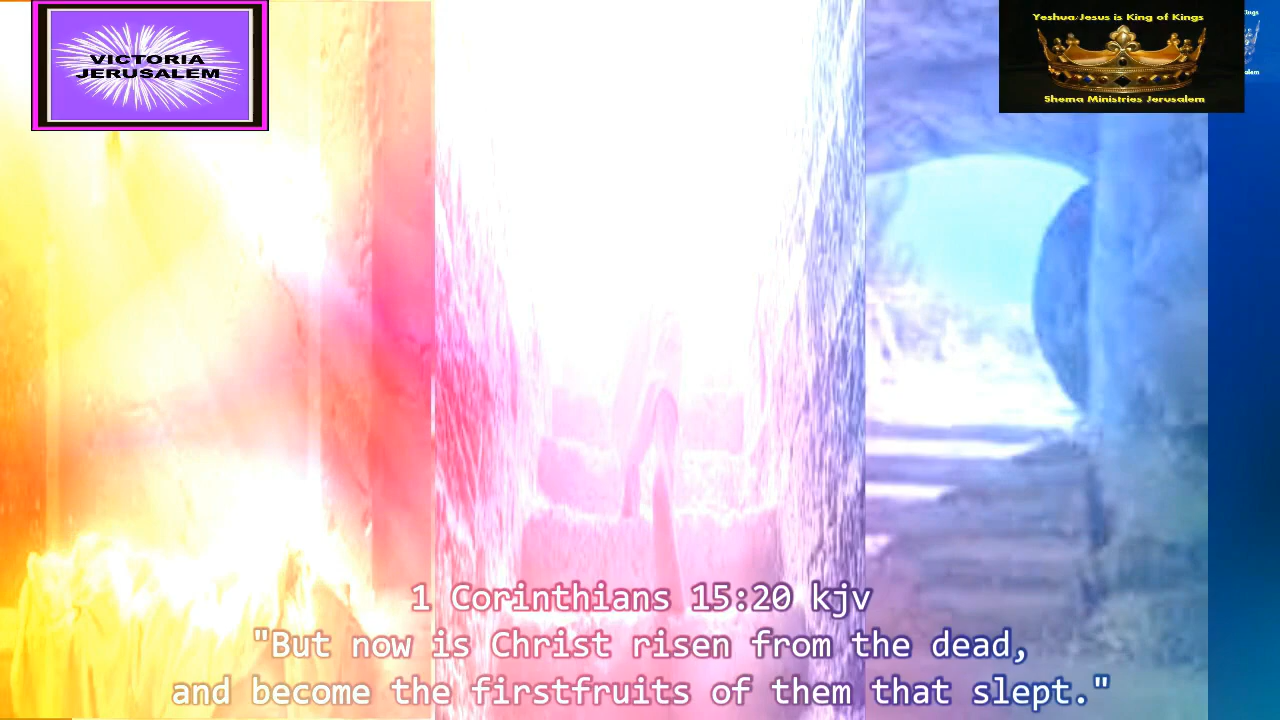 VICTORIA
JERUSALEM
Yeshua/Jesus is King of Kings
Shema Ministries Jerusalem
1 Corinthians 15:20 kjv
"But now is Christ risen from the dead,
and become the firstfruits of them that slept."